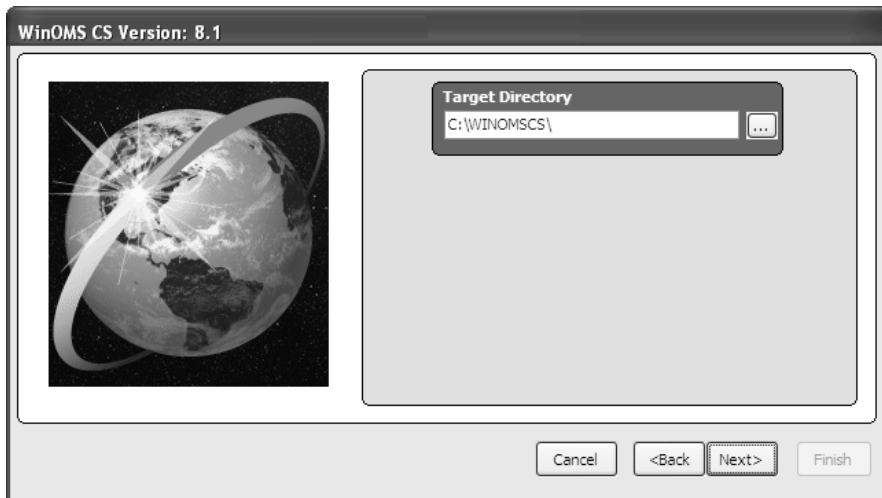 WinOMS CS Version: 8.1
Target Directory
C:\WINOMSCS\
...
Cancel
<Back
Next>
Finish